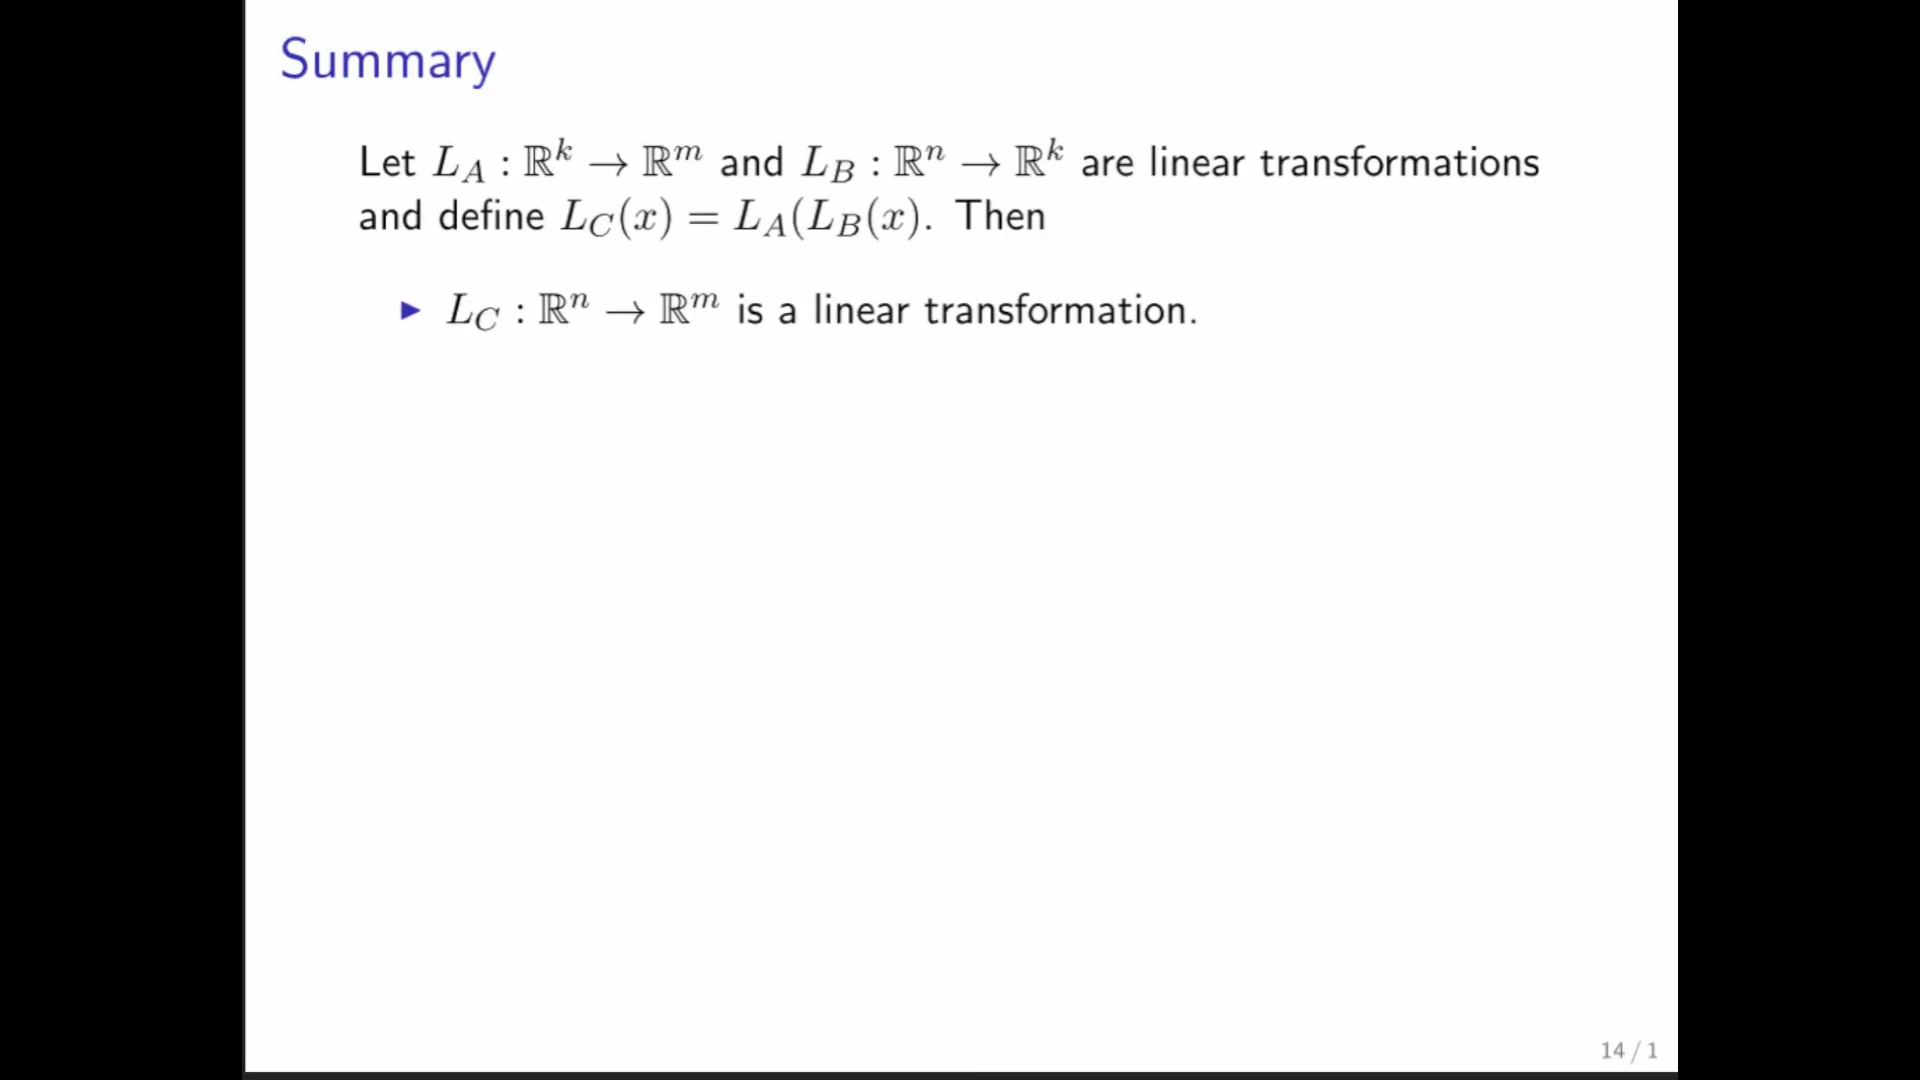 Summary
Let $L_A : \mathbb{R}^k \to \mathbb{R}^m$ and $L_B : \mathbb{R}^n \to \mathbb{R}^k$ are linear transformations
and define $L_C(x) = L_A(L_B(x)$. Then
▶ $L_C : \mathbb{R}^n \to \mathbb{R}^m$ is a linear transformation.
14 / 1